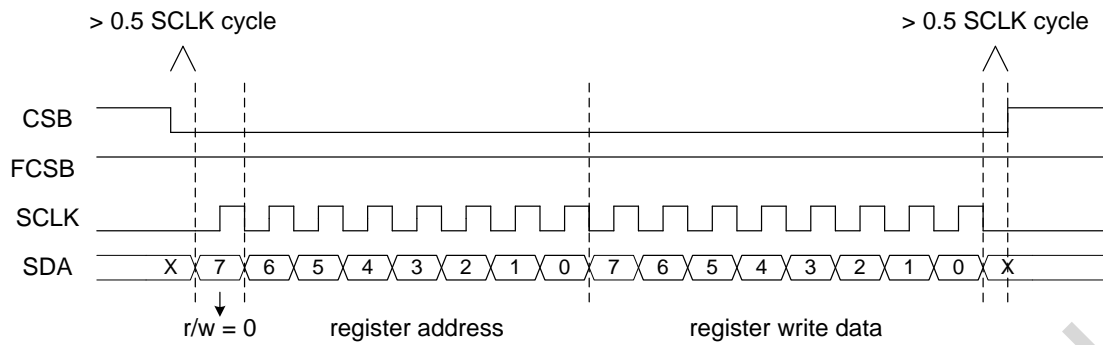 > 0.5 SCLK cycle > 0.5 SCLK cycle
CSB
FCSB
SCLK
SDA X 7 6 5 4 3 2 1 0 7 6 5 4 3 2 1 0 X
r/w = 0 register address register write data